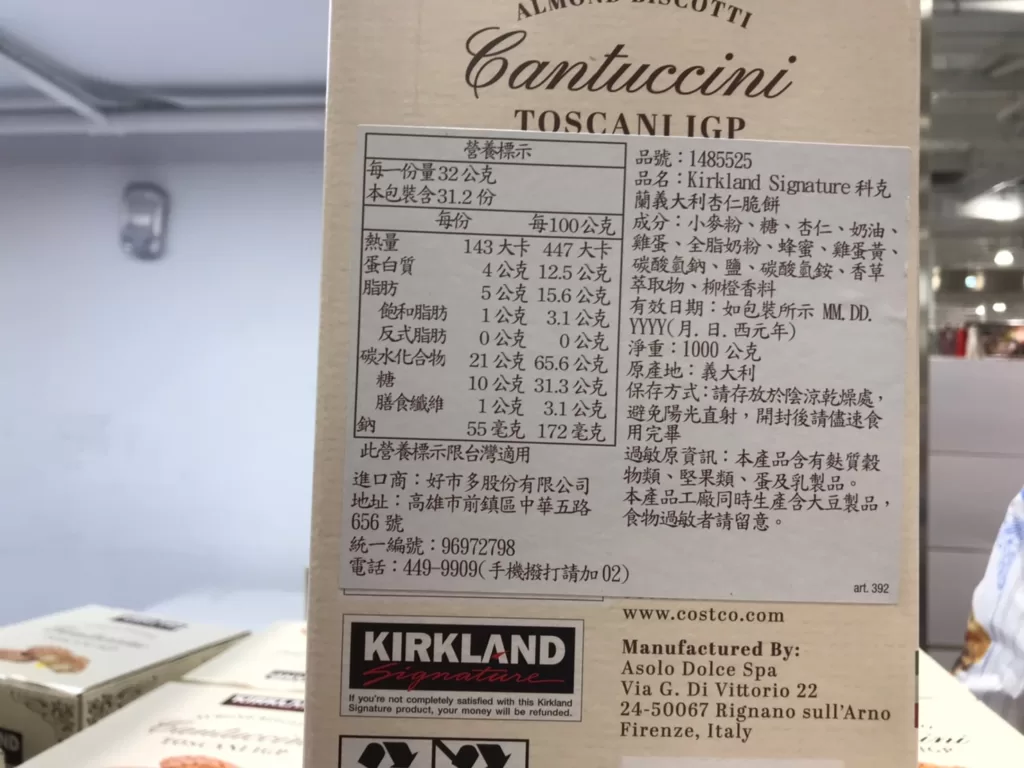 ALMOND BISCOTTI
Cantuccini
TOSCANI IGP
營養標示
每一份量32公克
本包裝含31.2份
每份 每100公克
熱量 143大卡 447大卡
蛋白質 4公克 12.5公克
脂肪 5公克 15.6公克
飽和脂肪 1公克 3.1公克
反式脂肪 0公克 0公克
碳水化合物 21公克 65.6公克
糖 10公克 31.3公克
膳食纖維 1公克 3.1公克
鈉 55毫克 172毫克
此營養標示限台灣適用
進口商：好市多股份有限公司
地址：高雄市前鎮區中華五路
656號
統一編號：96972798
電話：449-9909(手機撥打請加02)
品號：1485525
品名：Kirkland Signature 科克
蘭義大利杏仁脆餅
成分：小麥粉、糖、杏仁、奶油、
雞蛋、全脂奶粉、蜂蜜、雞蛋黃、
碳酸氫鈉、鹽、碳酸氫銨、香草
萃取物、柳橙香料
有效日期：如包裝所示 MM.DD.
YYYY(月.日.西元年)
淨重：1000公克
原產地：義大利
保存方式：請存放於陰涼乾燥處，
避免陽光直射，開封後請儘速食
用完畢
過敏原資訊：本產品含有麩質穀
物類、堅果類、蛋及乳製品。
本產品工廠同時生產含大豆製品，
食物過敏者請留意。
art. 392
KIRKLAND
Signature
If you're not completely satisfied with this Kirkland
Signature product, your money will be refunded.
www.costco.com
Manufactured By:
Asolo Dolce Spa
Via G. Di Vittorio 22
24-50067 Rignano sull'Arno
Firenze, Italy
Cantuccini
TOSCANI IGP